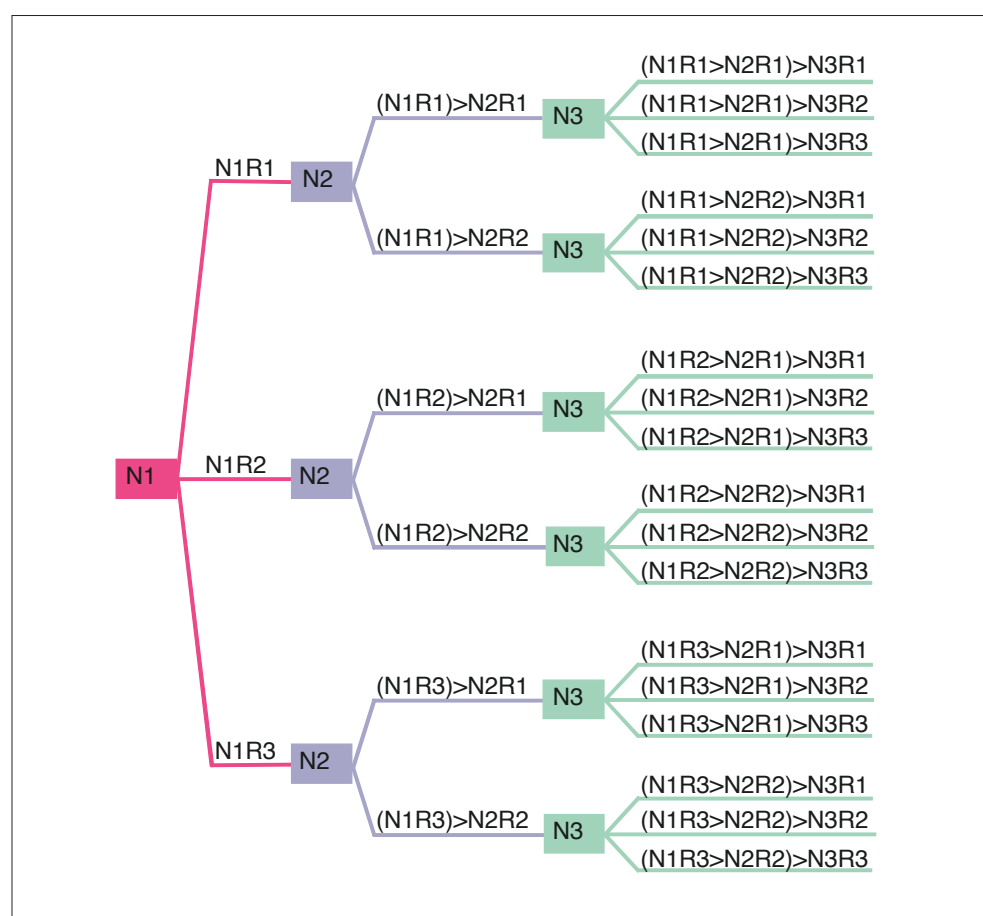 (N1R1>N2R1)>N3R1
(N1R1)>N2R1
N3
(N1R1>N2R1)>N3R2
(N1R1>N2R1)>N3R3
N1R1
N2
(N1R1>N2R2)>N3R1
(N1R1)>N2R2
N3
(N1R1>N2R2)>N3R2
(N1R1>N2R2)>N3R3
(N1R2>N2R1)>N3R1
(N1R2)>N2R1
N3
(N1R2>N2R1)>N3R2
(N1R2>N2R1)>N3R3
N1
N1R2
N2
(N1R2>N2R2)>N3R1
(N1R2)>N2R2
N3
(N1R2>N2R2)>N3R2
(N1R2>N2R2)>N3R3
(N1R3>N2R1)>N3R1
(N1R3)>N2R1
N3
(N1R3>N2R1)>N3R2
(N1R3>N2R1)>N3R3
N1R3
N2
(N1R3>N2R2)>N3R1
(N1R3)>N2R2
N3
(N1R3>N2R2)>N3R2
(N1R3>N2R2)>N3R3